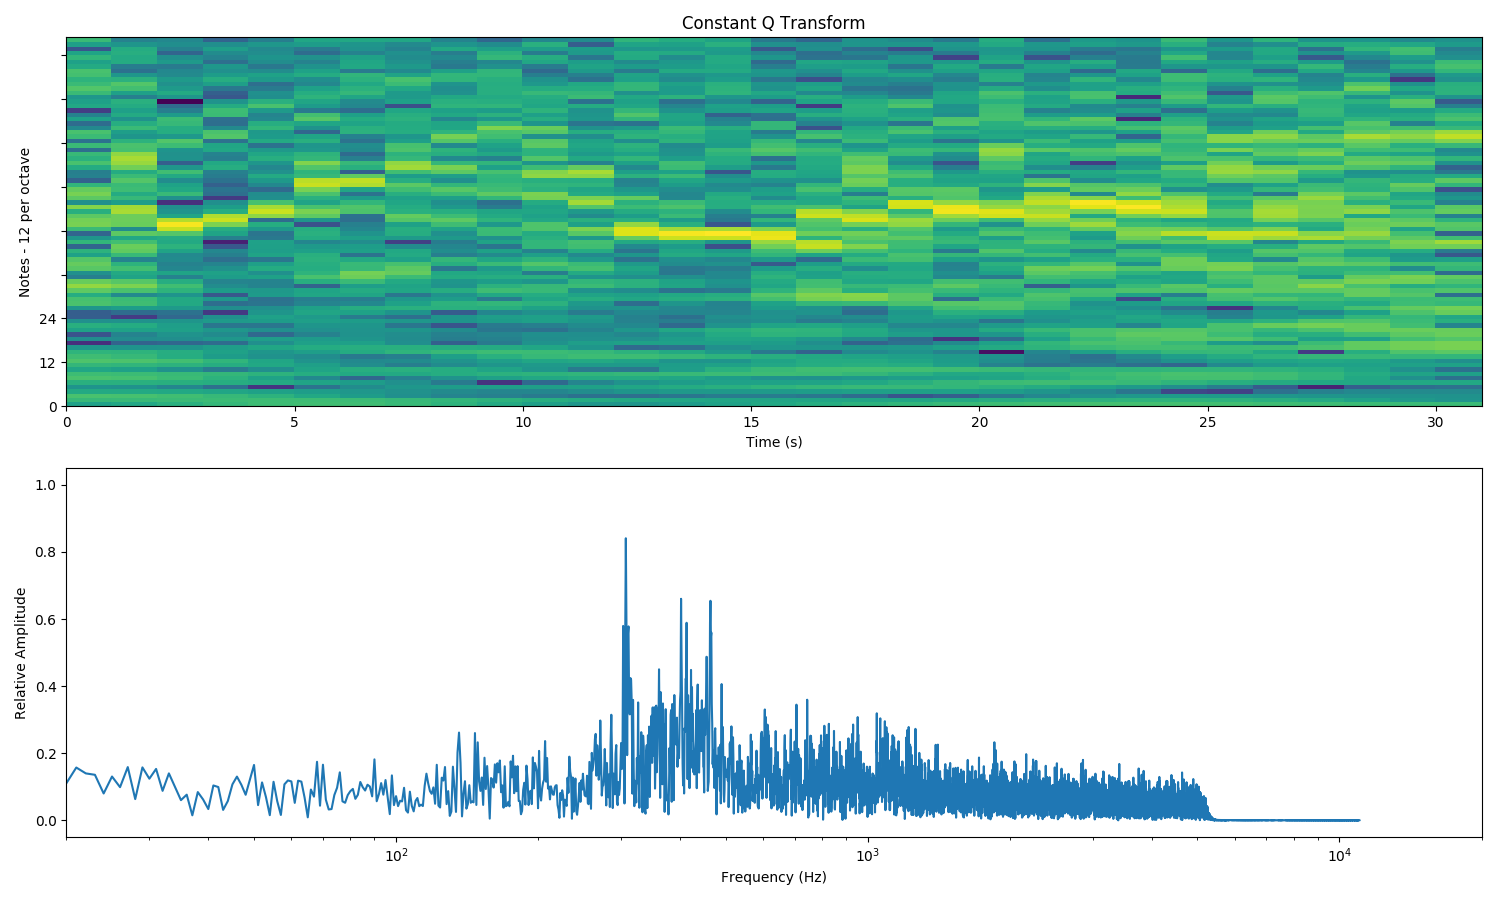 Constant Q Transform
Notes - 12 per octave
24
12
0
0 5 10 15 20 25 30
Time (s)
1.0
0.8
0.6
0.4
0.2
0.0
Relative Amplitude
10² 10³ 10⁴
Frequency (Hz)